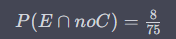 P(E ∩ noC) = 8/75